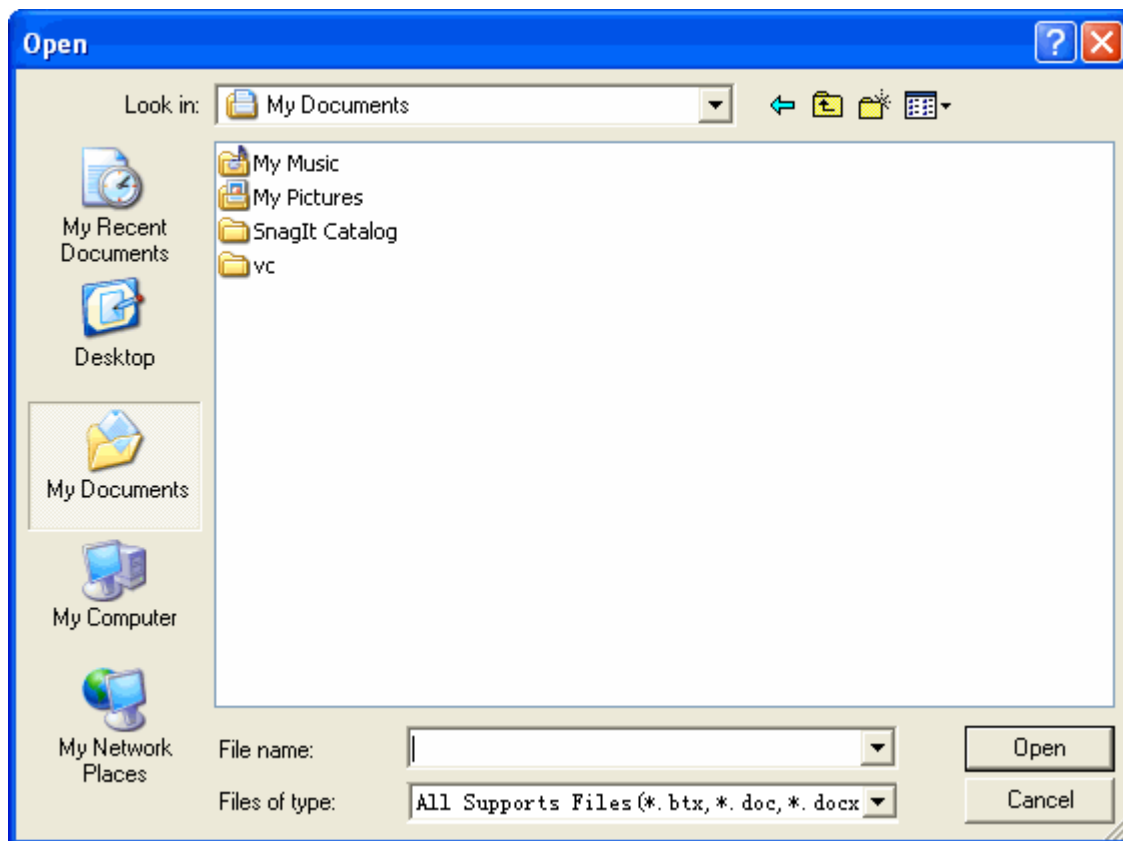 Open
Look in: My Documents
My Music
My Pictures
SnagIt Catalog
vc
My Recent
Documents
Desktop
My Documents
My Computer
My Network
Places
File name:
Open
Files of type: All Supports Files(*.btx,*.doc,*.docx
Cancel